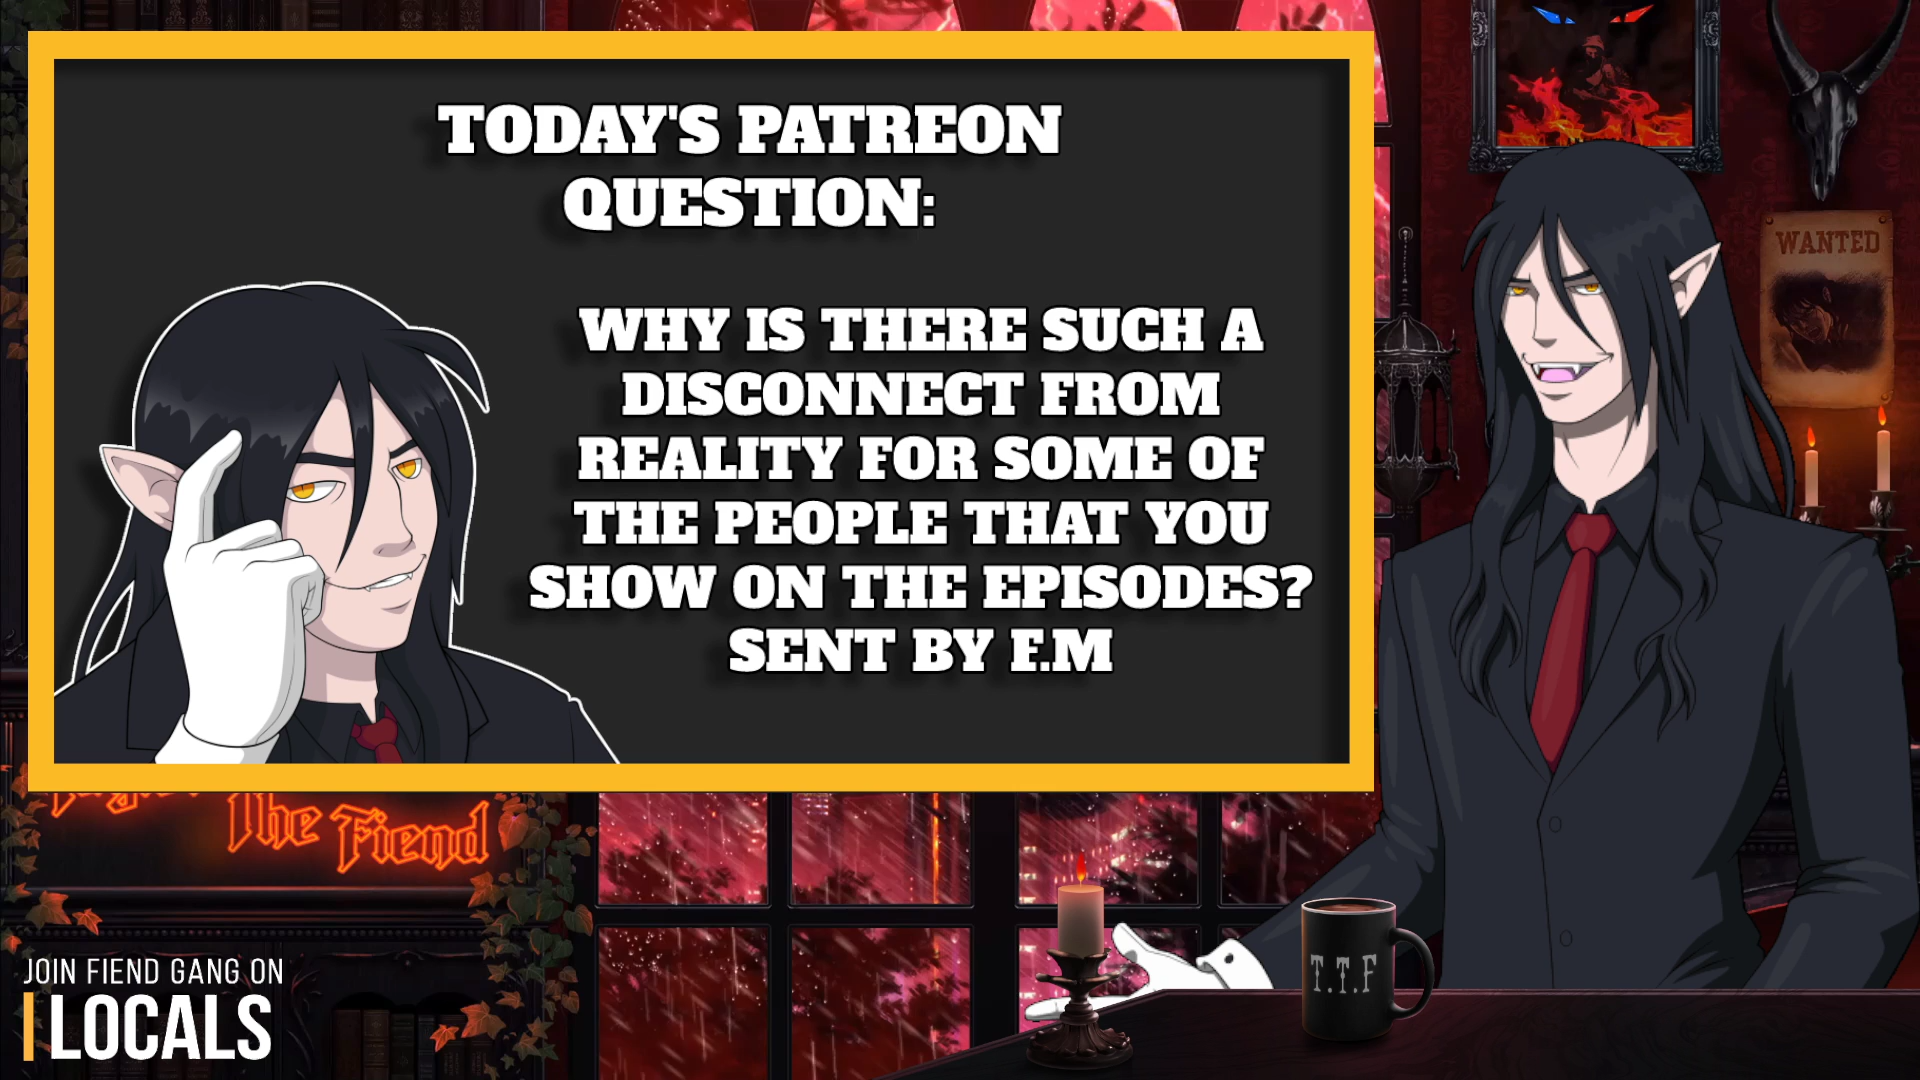 TODAY'S PATREON
QUESTION:
WHY IS THERE SUCH A
DISCONNECT FROM
REALITY FOR SOME OF
THE PEOPLE THAT YOU
SHOW ON THE EPISODES?
SENT BY F.M
WANTED
The Fiend
T.T.F
JOIN FIEND GANG ON
LOCALS